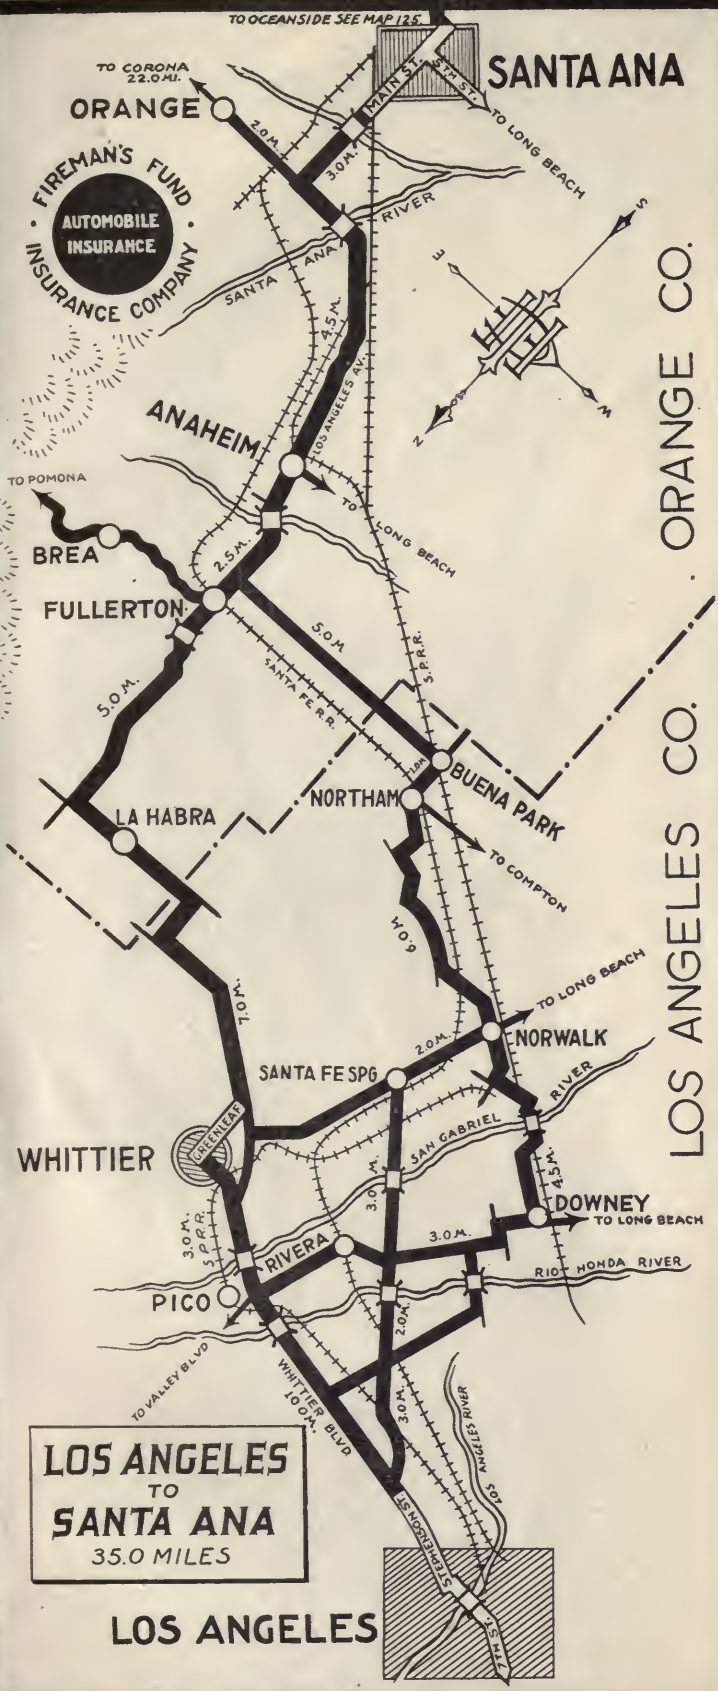 TO OCEANSIDE SEE MAP 125.
SANTA ANA
MAIN ST.
5TH ST.
TO LONG BEACH
TO CORONA
22.0 MI.
ORANGE
2.0 M.
3.0 M.
FIREMAN'S FUND
AUTOMOBILE
INSURANCE
INSURANCE COMPANY
SANTA ANA RIVER
S
E
W
N
ORANGE CO.
4.5 M.
LOS ANGELES AV.
ANAHEIM
TO LONG BEACH
TO POMONA
BREA
2.5 M.
FULLERTON
5.0 M.
S.P.R.R.
SANTA FE R.R.
5.0 M.
1.0 M.
BUENA PARK
NORTHAM
LA HABRA
TO COMPTON
LOS ANGELES CO.
6.0 M.
7.0 M.
TO LONG BEACH
2.0 M.
NORWALK
SANTA FE SPG
GREENLEAF
WHITTIER
SAN GABRIEL RIVER
3.0 M.
4.5 M.
DOWNEY
TO LONG BEACH
3.0 M.
S.P.R.R.
RIVERA
3.0 M.
RIO HONDA RIVER
PICO
2.0 M.
TO VALLEY BLVD
WHITTIER BLVD
10.0 M.
3.0 M.
LOS ANGELES RIVER
LOS ANGELES
TO
SANTA ANA
35.0 MILES
STEPHENSON ST.
7TH ST.
LOS ANGELES